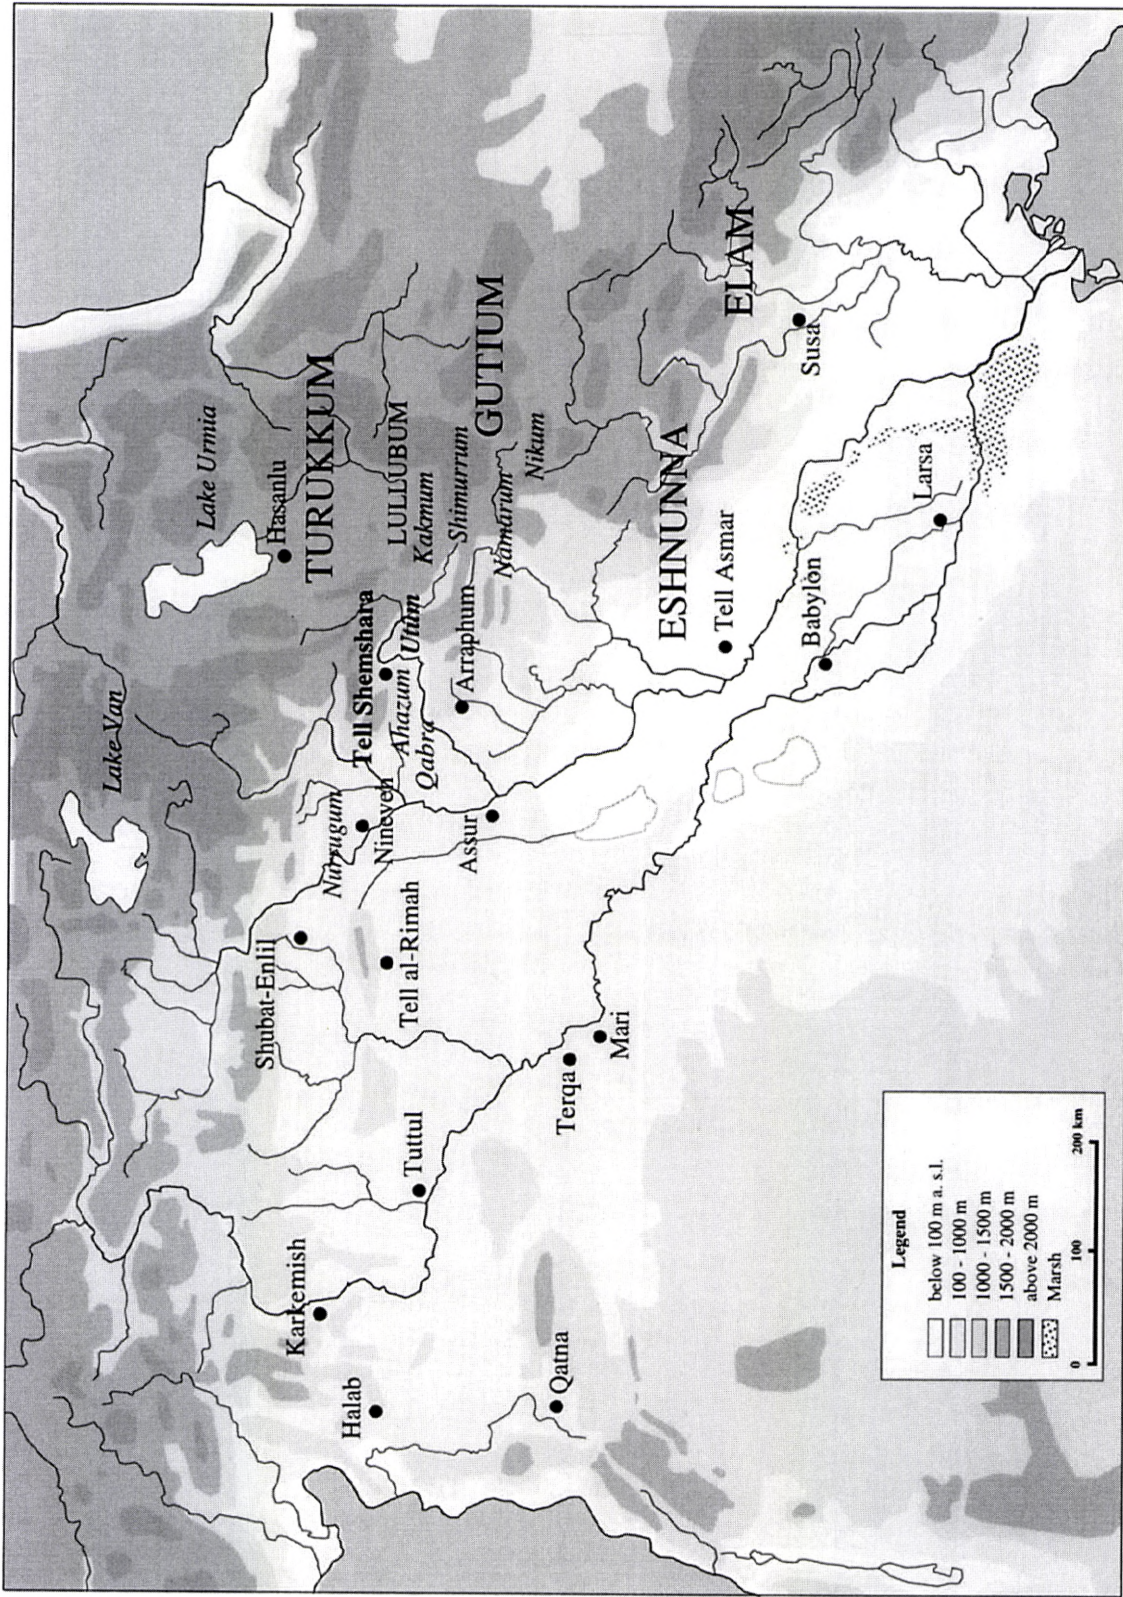 Lake Van
Lake Urmia
Hasanlu
TURUKKUM
Karkemish
Halab
Shubat-Enlil
Nurrugum
Nineveh
Tell Shemshara
LULLUBUM
Tuttul
Tell al-Rimah
Ahazum
Utûm
Kakmum
Qabra
Shimurrum
Arraphum
GUTIUM
Assur
Namarum
Nikum
Qatna
Terqa
Mari
ESHNUNNA
Tell Asmar
ELAM
Susa
Babylon
Larsa
Legend
below 100 m a. s.l.
100 - 1000 m
1000 - 1500 m
1500 - 2000 m
above 2000 m
Marsh
0 100 200 km